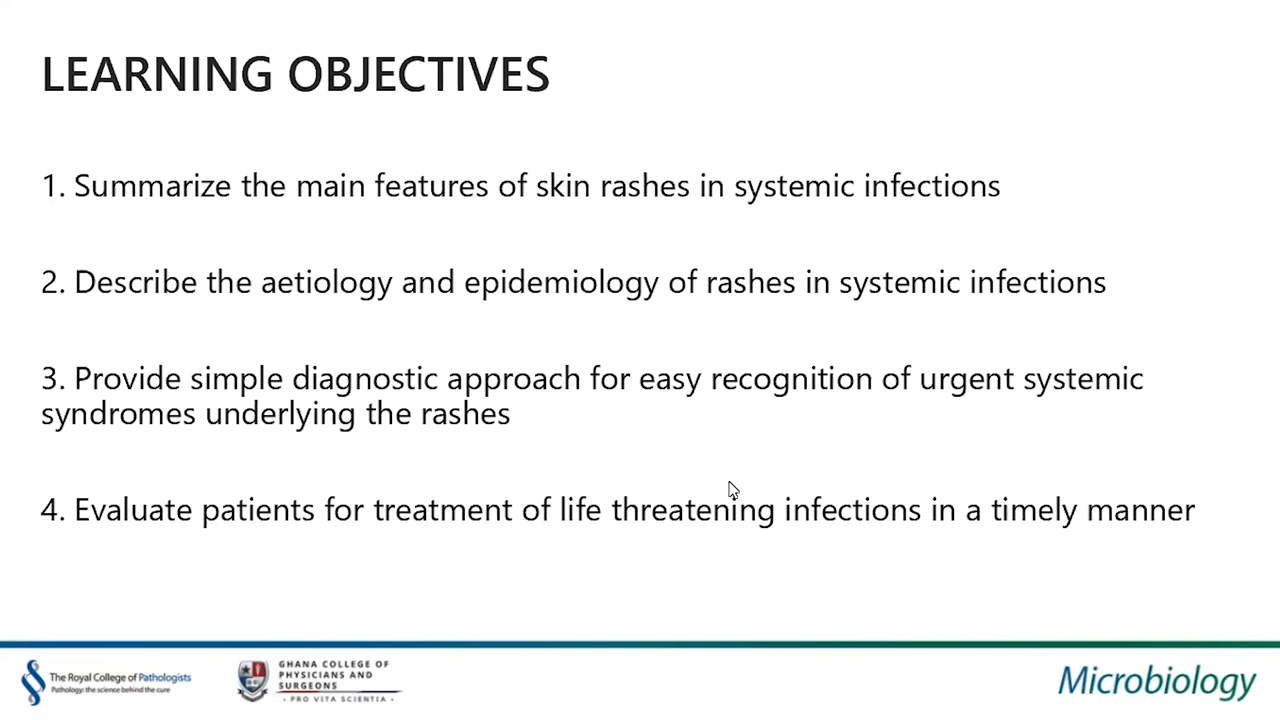 LEARNING OBJECTIVES
1. Summarize the main features of skin rashes in systemic infections
2. Describe the aetiology and epidemiology of rashes in systemic infections
3. Provide simple diagnostic approach for easy recognition of urgent systemic
syndromes underlying the rashes
4. Evaluate patients for treatment of life threatening infections in a timely manner
The Royal College of Pathologists
Pathology: the science behind the cure
GHANA COLLEGE OF
PHYSICIANS AND
SURGEONS
· PRO VITA SCIENTIA ·
Microbiology